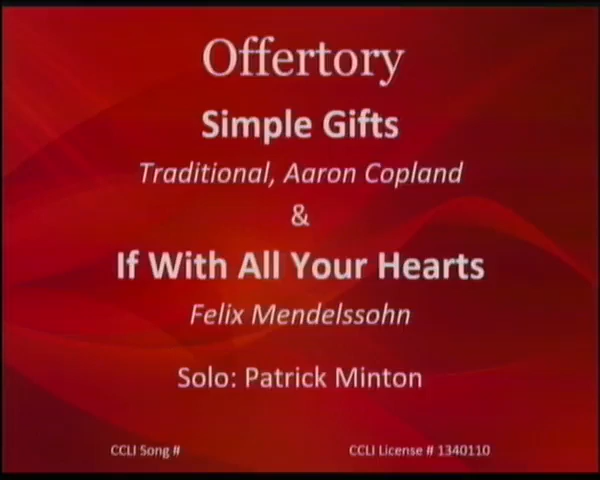 Offertory
Simple Gifts
Traditional, Aaron Copland
&
If With All Your Hearts
Felix Mendelssohn
Solo: Patrick Minton
CCLI Song # CCLI License # 1340110